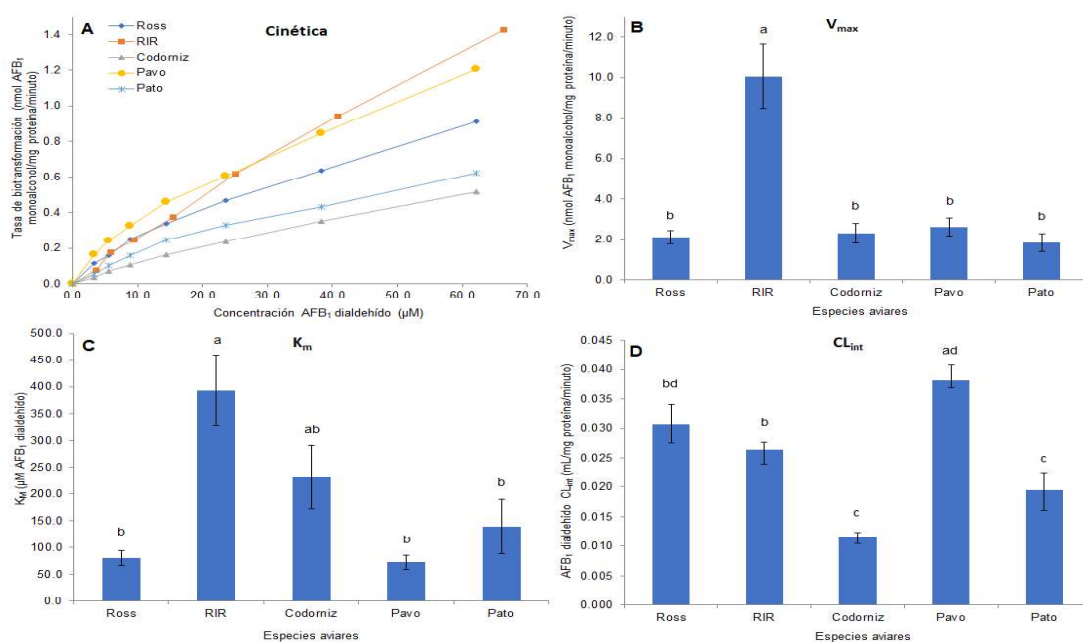 A
Cinética
Ross
RIR
Codorniz
Pavo
Pato
Tasa de biotransformación (nmol AFB₁
monoalcohol/mg proteína/minuto)
1.4
1.2
1.0
0.8
0.6
0.4
0.2
0.0
0.0 10.0 20.0 30.0 40.0 50.0 60.0 70.0
Concentración AFB₁ dialdehído (µM)
B
Vmax
Vmax (nmol AFB₁ monoalcohol/mg proteína/minuto)
12.0
10.0
8.0
6.0
4.0
2.0
0.0
b a b b b
Ross RIR Codorniz Pavo Pato
Especies aviares
C
Km
KM (µM AFB₁ dialdehído)
500.0
450.0
400.0
350.0
300.0
250.0
200.0
150.0
100.0
50.0
0.0
b a ab b b
Ross RIR Codorniz Pavo Pato
Especies aviares
D
CLint
AFB₁ dialdehído CLint (mL/mg proteína/minuto)
0.045
0.040
0.035
0.030
0.025
0.020
0.015
0.010
0.005
0.000
bd b c ad c
Ross RIR Codorniz Pavo Pato
Especies aviares